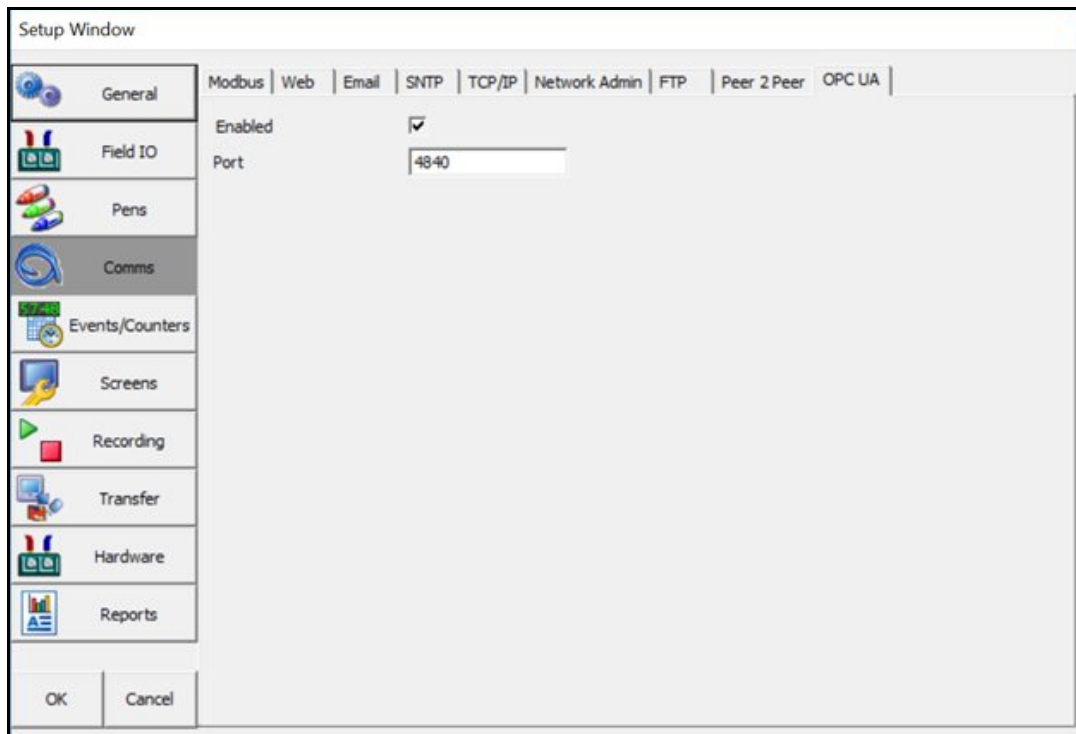 Setup Window
General
Field IO
Pens
Comms
57:48
Events/Counters
Screens
Recording
Transfer
Hardware
Reports
OK Cancel
Modbus Web Email SNTP TCP/IP Network Admin FTP Peer 2 Peer OPC UA
Enabled
Port 4840